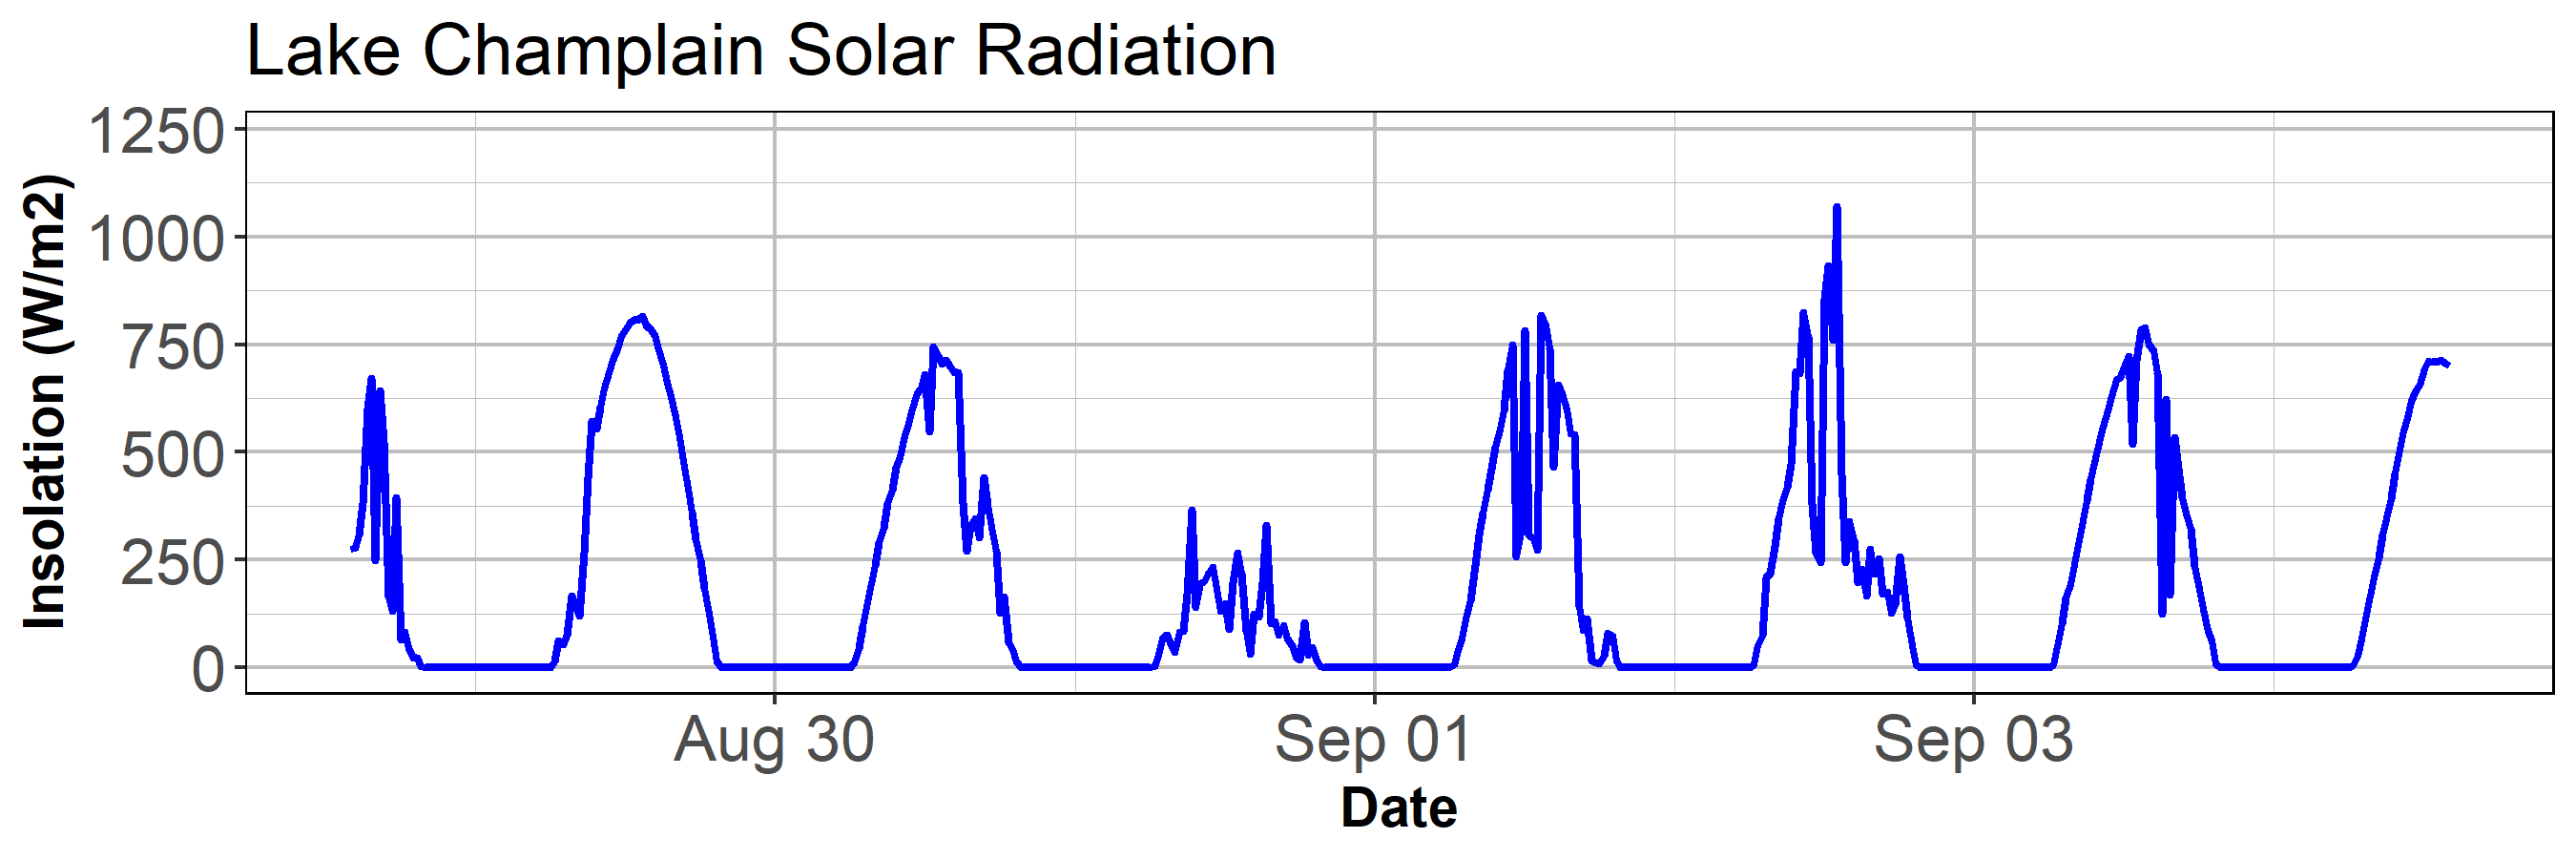 Lake Champlain Solar Radiation
1250
1000
750
500
250
0
Insolation (W/m2)
Aug 30
Sep 01
Sep 03
Date